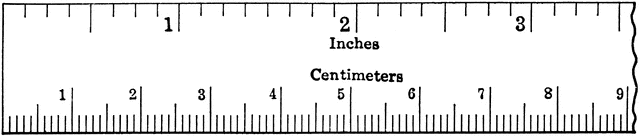 1 2 3
Inches
Centimeters
1 2 3 4 5 6 7 8 9